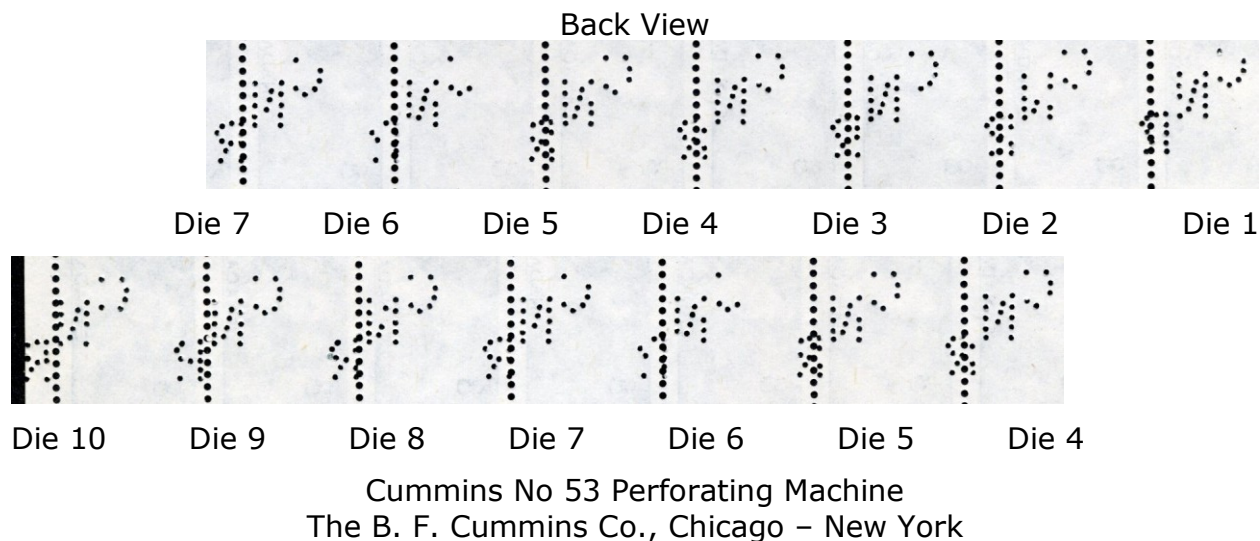 Back View
Die 7 Die 6 Die 5 Die 4 Die 3 Die 2 Die 1
Die 10 Die 9 Die 8 Die 7 Die 6 Die 5 Die 4
Cummins No 53 Perforating Machine
The B. F. Cummins Co., Chicago – New York